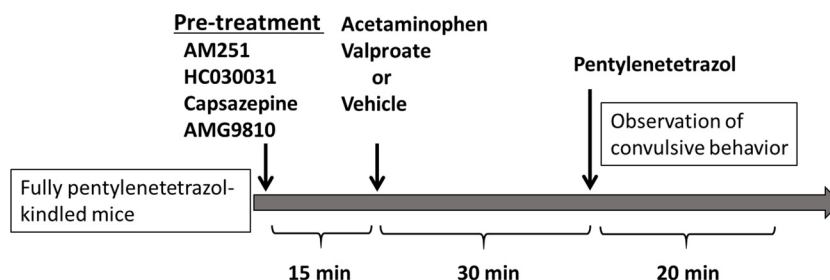 Pre-treatment
AM251
HC030031
Capsazepine
AMG9810
Acetaminophen
Valproate
or
Vehicle
Pentylenetetrazol
Observation of
convulsive behavior
Fully pentylenetetrazol-
kindled mice
15 min
30 min
20 min